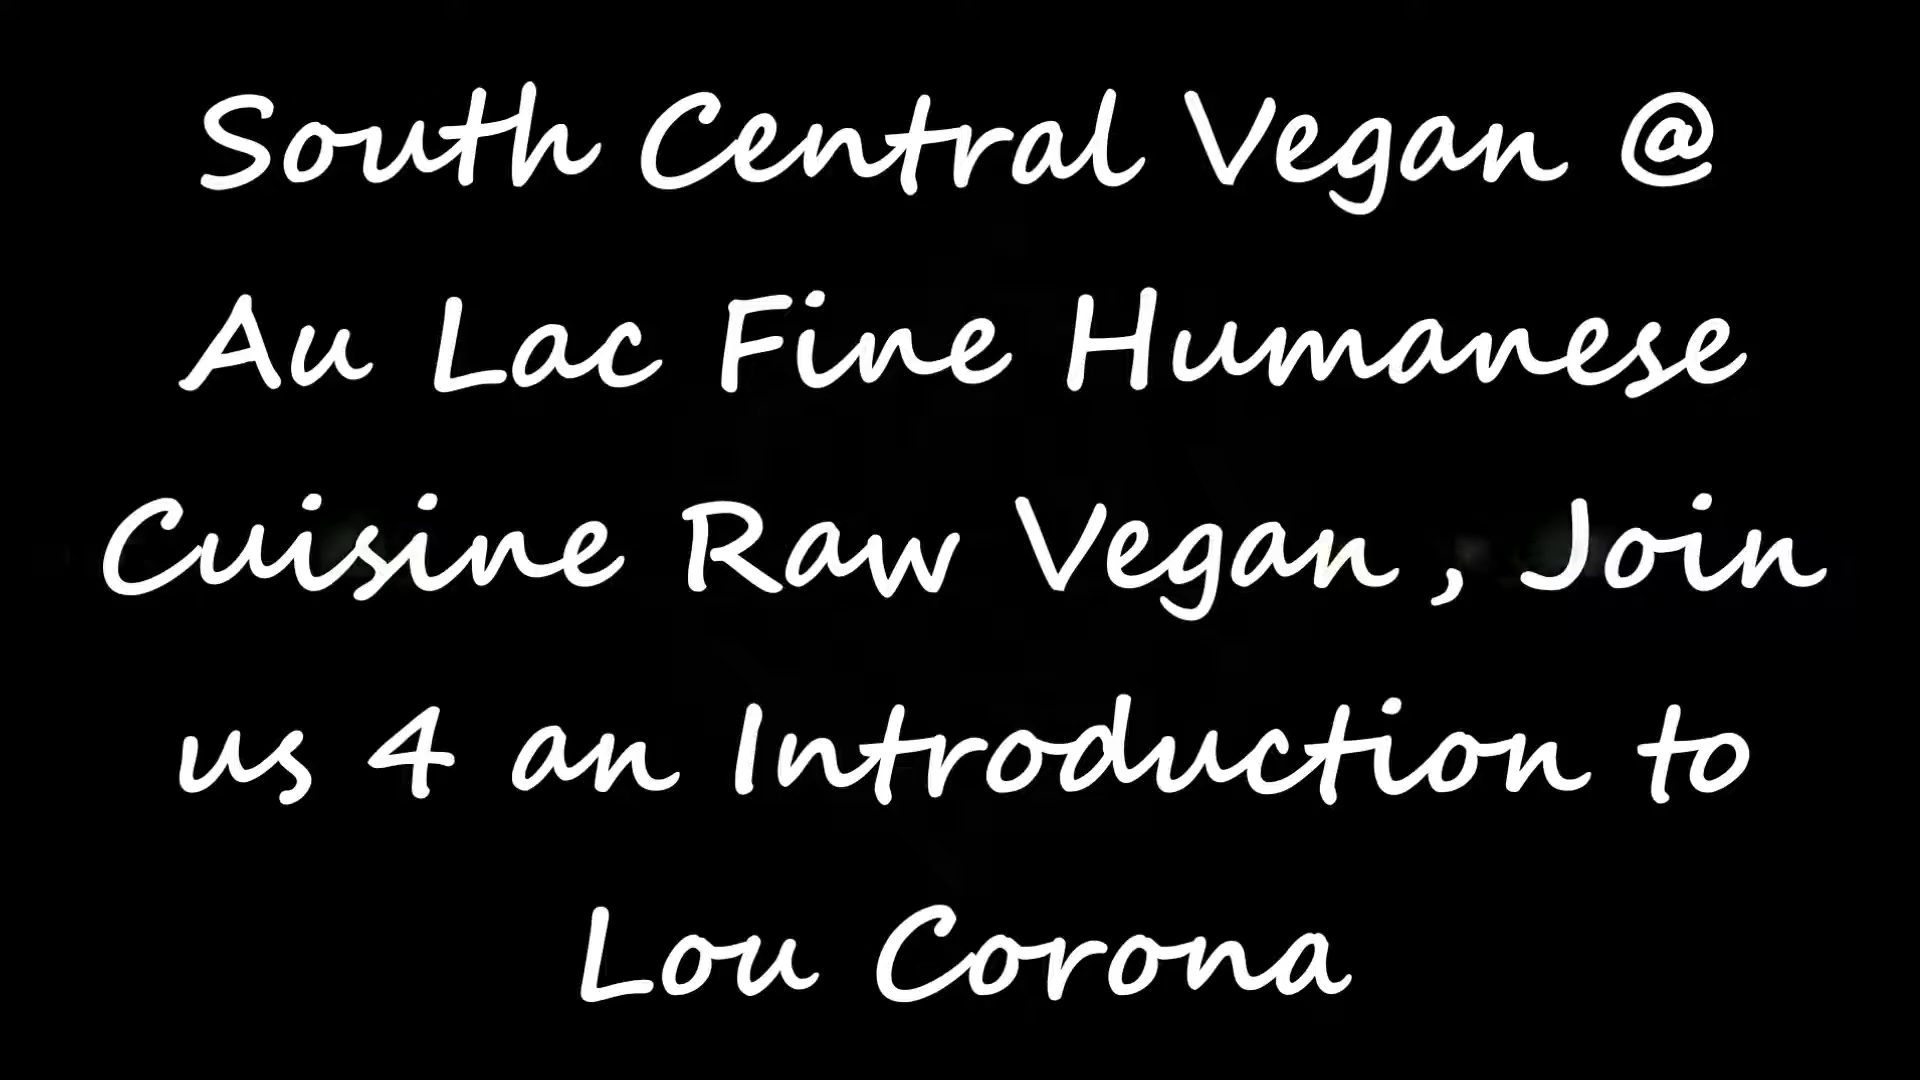 South Central Vegan @
Au Lac Fine Humanese
Cuisine Raw Vegan , Join
us 4 an Introduction to
Lou Corona